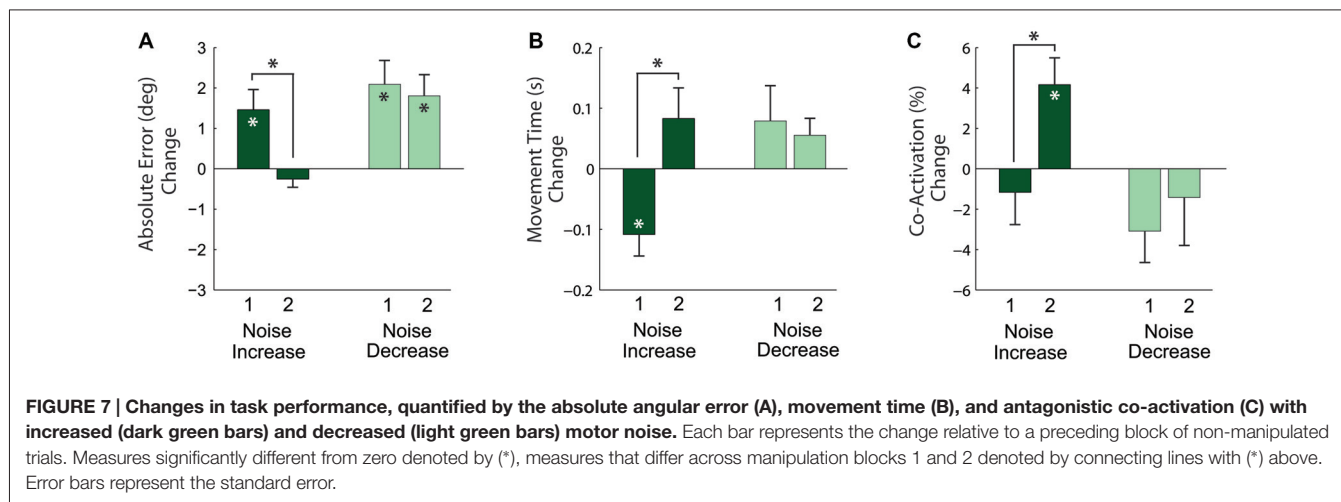 A
Absolute Error (deg)
Change
3
2
1
0
−1
−2
−3
*
*
*
*
1 2
Noise
Increase
1 2
Noise
Decrease
B
Movement Time (s)
Change
0.2
0.1
0
−0.1
−0.2
*
*
1 2
Noise
Increase
1 2
Noise
Decrease
C
Co-Activation (%)
Change
6
4
2
0
−2
−4
−6
*
*
1 2
Noise
Increase
1 2
Noise
Decrease
FIGURE 7 | Changes in task performance, quantified by the absolute angular error (A), movement time (B), and antagonistic co-activation (C) with
increased (dark green bars) and decreased (light green bars) motor noise. Each bar represents the change relative to a preceding block of non-manipulated
trials. Measures significantly different from zero denoted by (*), measures that differ across manipulation blocks 1 and 2 denoted by connecting lines with (*) above.
Error bars represent the standard error.